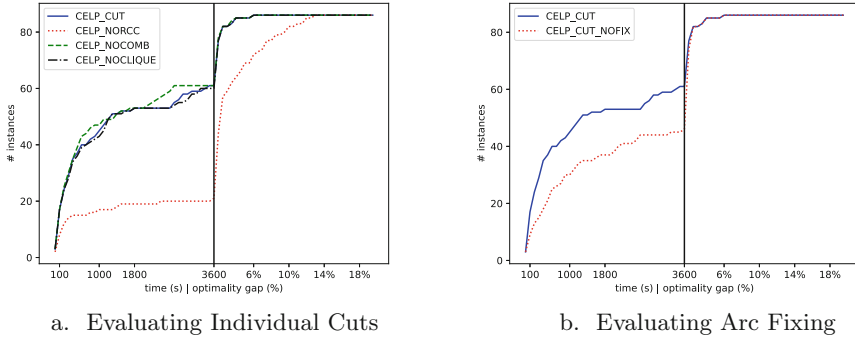 CELP_CUT
CELP_NORCC
CELP_NOCOMB
CELP_NOCLIQUE
# instances
80
60
40
20
0
100 1000 1800 3600 6% 10% 14% 18%
time (s) | optimality gap (%)
a. Evaluating Individual Cuts
CELP_CUT
CELP_CUT_NOFIX
# instances
80
60
40
20
0
100 1000 1800 3600 6% 10% 14% 18%
time (s) | optimality gap (%)
b. Evaluating Arc Fixing